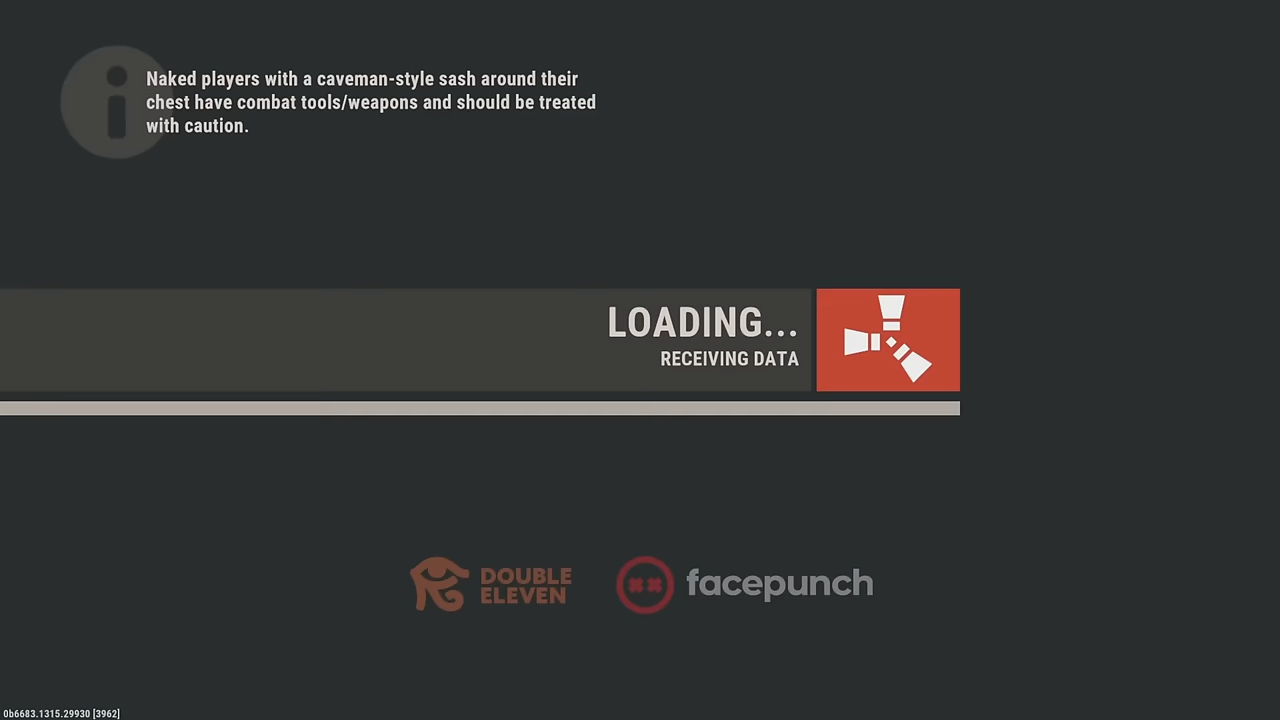 Naked players with a caveman-style sash around their
chest have combat tools/weapons and should be treated
with caution.
LOADING...
RECEIVING DATA
DOUBLE
ELEVEN
facepunch
0b6683.1315.29930 [3962]